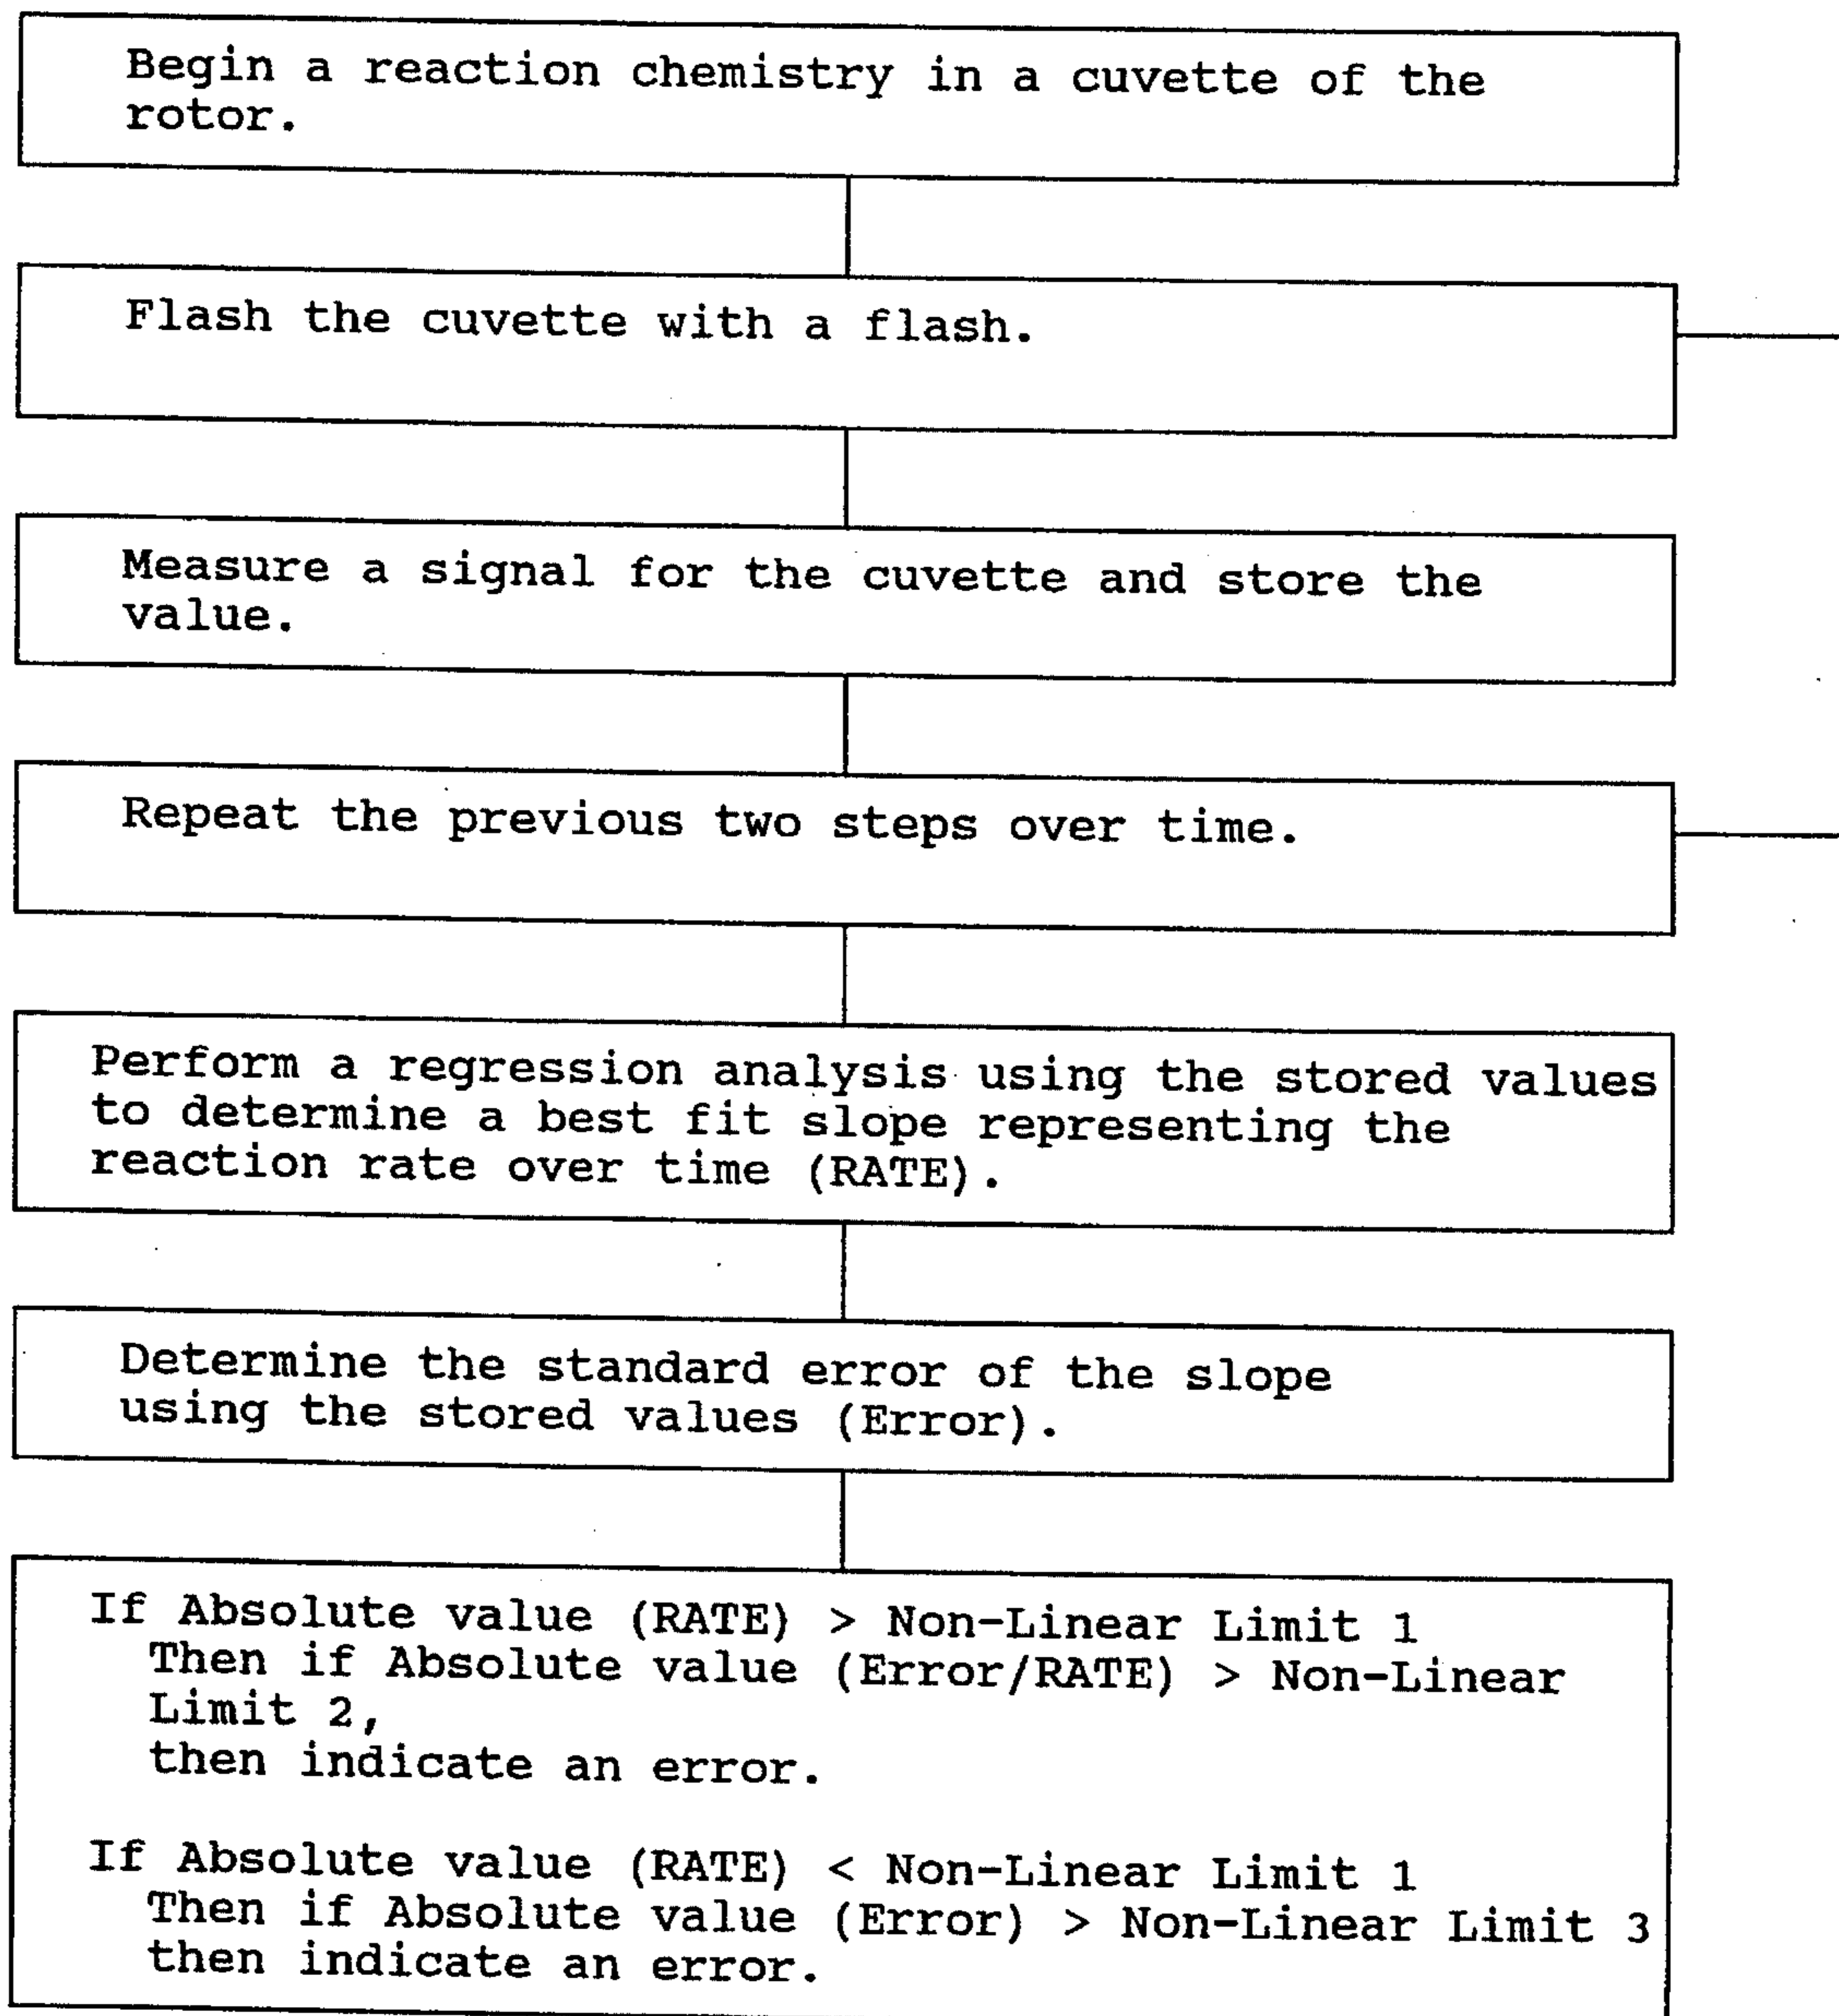 Begin a reaction chemistry in a cuvette of the
rotor.
Flash the cuvette with a flash.
Measure a signal for the cuvette and store the
value.
Repeat the previous two steps over time.
Perform a regression analysis using the stored values
to determine a best fit slope representing the
reaction rate over time (RATE).
Determine the standard error of the slope
using the stored values (Error).
If Absolute value (RATE) > Non-Linear Limit 1
Then if Absolute value (Error/RATE) > Non-Linear
Limit 2,
then indicate an error.
If Absolute value (RATE) < Non-Linear Limit 1
Then if Absolute value (Error) > Non-Linear Limit 3
then indicate an error.